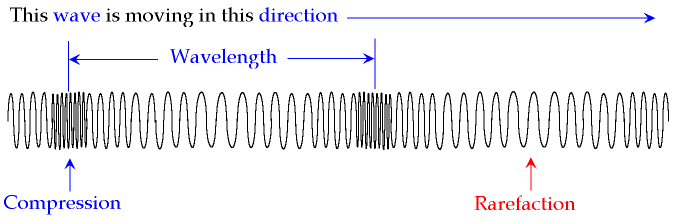 This wave is moving in this direction
Wavelength
Compression
Rarefaction